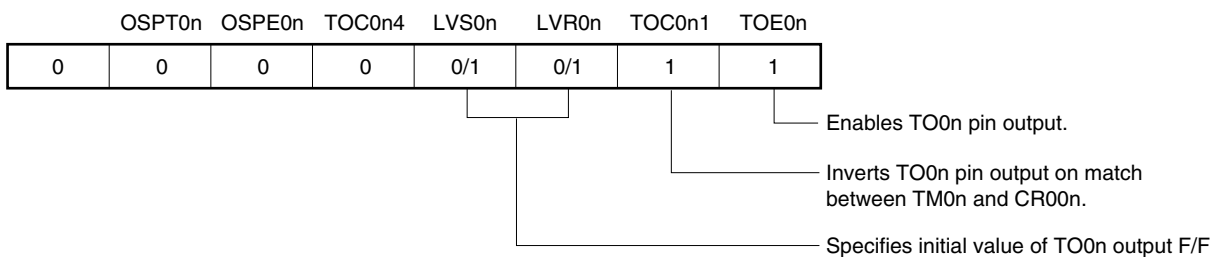 OSPT0n OSPE0n TOC0n4 LVS0n LVR0n TOC0n1 TOE0n
0 0 0 0 0/1 0/1 1 1
Enables TO0n pin output.
Inverts TO0n pin output on match
between TM0n and CR00n.
Specifies initial value of TO0n output F/F